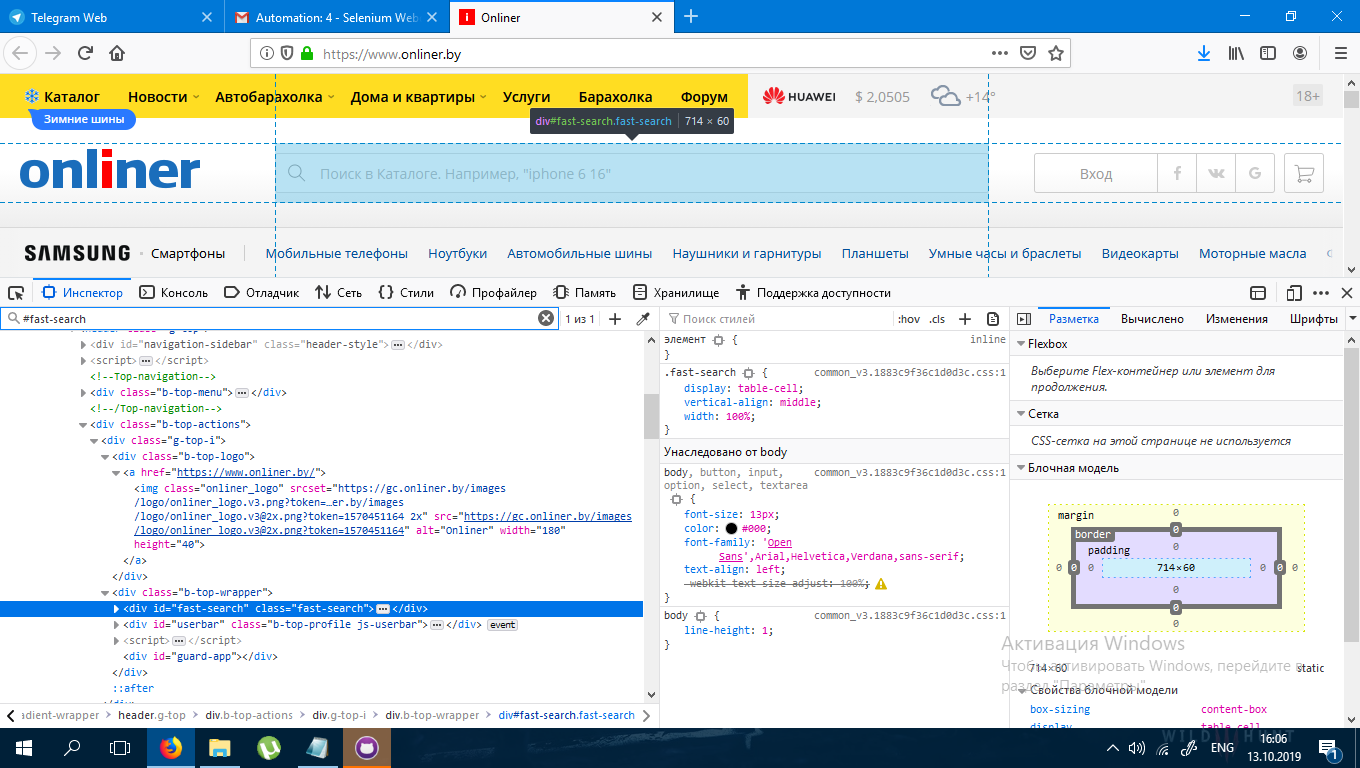 Telegram Web
Automation: 4 - Selenium Web
Onliner
https://www.onliner.by
Каталог
Новости
Автобарахолка
Дома и квартиры
Услуги
Барахолка
Форум
HUAWEI
$ 2,0505
+14°
18+
Зимние шины
div#fast-search.fast-search
714 × 60
onliner
Поиск в Каталоге. Например, "iphone 6 16"
Вход
SAMSUNG
Смартфоны
Мобильные телефоны
Ноутбуки
Автомобильные шины
Наушники и гарнитуры
Планшеты
Умные часы и браслеты
Видеокарты
Моторные масла
Инспектор
Консоль
Отладчик
Сеть
Стили
Профайлер
Память
Хранилище
Поддержка доступности
#fast-search
1 из 1
<div id="navigation-sidebar" class="header-style"></div>
<script></script>
<!--Top-navigation-->
<div class="b-top-menu"></div>
<!--/Top-navigation-->
<div class="b-top-actions">
<div class="g-top-i">
<div class="b-top-logo">
<a href="https://www.onliner.by/">
<img class="onliner_logo" srcset="https://gc.onliner.by/images
/logo/onliner_logo.v3.png?token=…er.by/images
/logo/onliner_logo.v3@2x.png?token=1570451164 2x" src="https://gc.onliner.by/images
/logo/onliner_logo.v3@2x.png?token=1570451164" alt="Onliner" width="180"
height="40">
</a>
</div>
<div class="b-top-wrapper">
<div id="fast-search" class="fast-search"></div>
<div id="userbar" class="b-top-profile js-userbar"></div> event
<script></script>
<div id="guard-app"></div>
</div>
::after
adient-wrapper
header.g-top
div.b-top-actions
div.g-top-i
div.b-top-wrapper
div#fast-search.fast-search
Поиск стилей
:hov
.cls
элемент {
inline
}
.fast-search {
common_v3.1883c9f36c1d0d3c.css:1
display: table-cell;
vertical-align: middle;
width: 100%;
}
Унаследовано от body
body, button, input,
option, select, textarea
common_v3.1883c9f36c1d0d3c.css:1
{
font-size: 13px;
color: #000;
font-family: 'Open
Sans',Arial,Helvetica,Verdana,sans-serif;
text-align: left;
-webkit-text-size-adjust: 100%;
}
body {
common_v3.1883c9f36c1d0d3c.css:1
line-height: 1;
}
Разметка
Вычислено
Изменения
Шрифты
Flexbox
Выберите Flex-контейнер или элемент для
продолжения.
Сетка
CSS-сетка на этой странице не используется
Блочная модель
margin
0
border
0
padding
0
0 0 0
714×60
0 0 0
0
0
0
714×60
static
Свойства блочной модели
box-sizing
content-box
display
table-cell
Активация Windows
Чтобы активировать Windows, перейдите в
раздел "Параметры".
ENG
16:06
13.10.2019
1